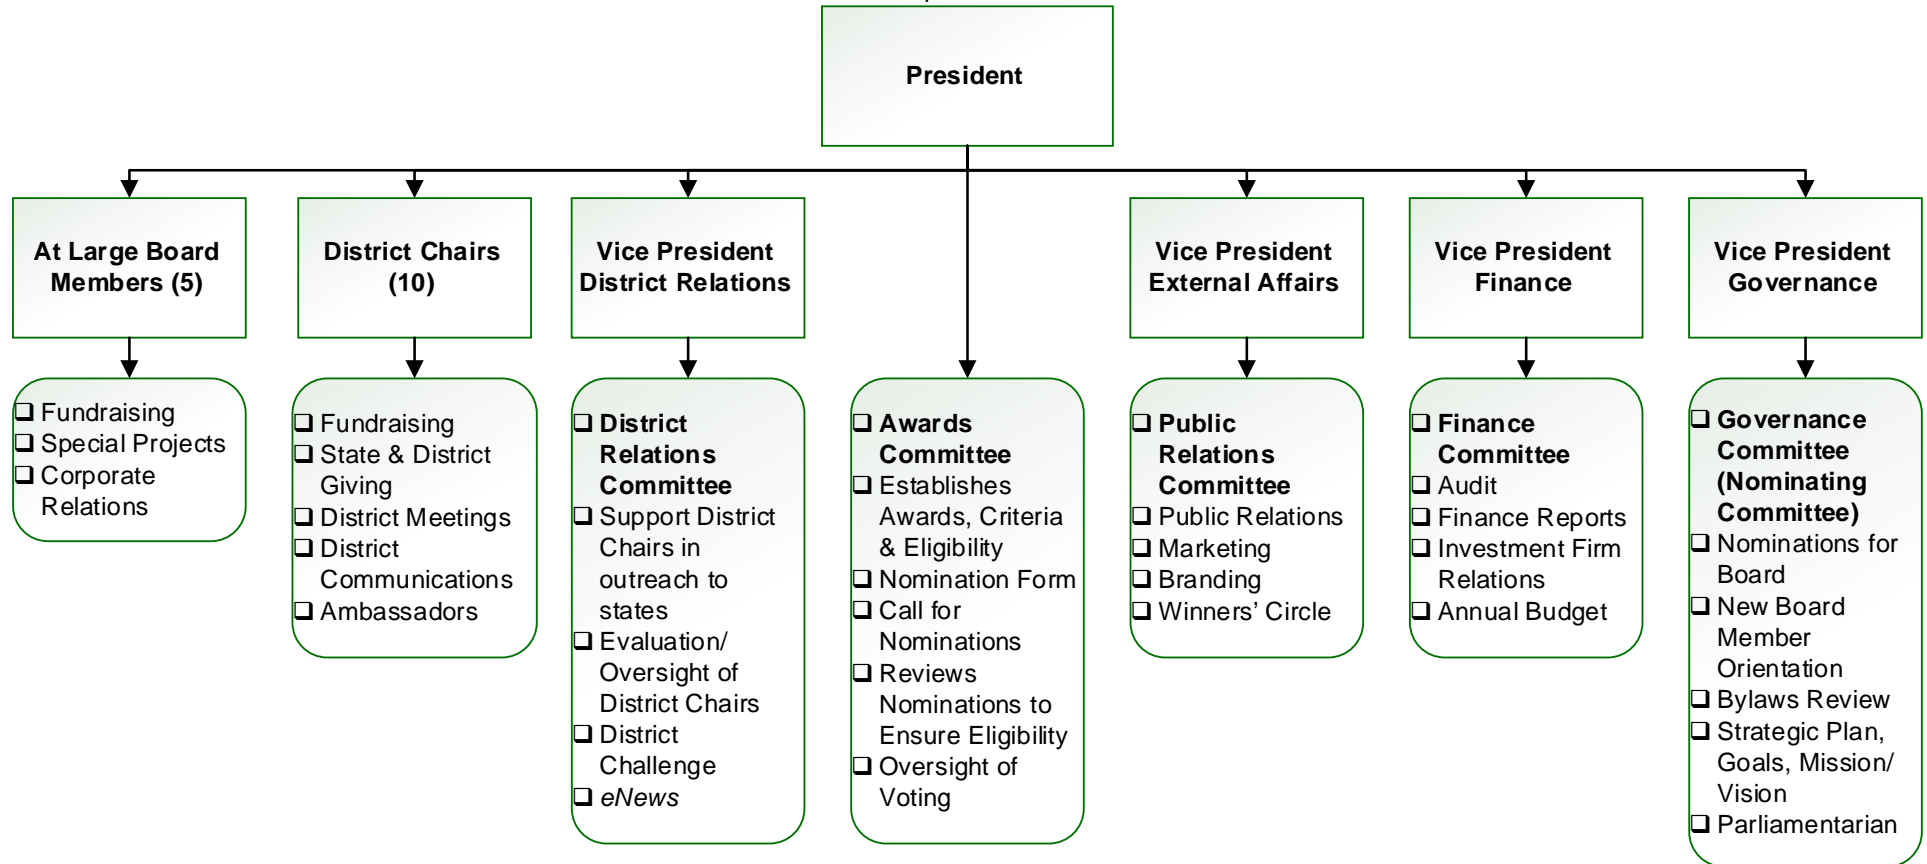 President
At Large Board
Members (5)
District Chairs
(10)
Vice President
District Relations
Vice President
External Affairs
Vice President
Finance
Vice President
Governance
❑ Fundraising
❑ Special Projects
❑ Corporate
Relations
❑ Fundraising
❑ State & District
Giving
❑ District Meetings
❑ District
Communications
❑ Ambassadors
❑ District
Relations
Committee
❑ Support District
Chairs in
outreach to
states
❑ Evaluation/
Oversight of
District Chairs
❑ District
Challenge
❑ eNews
❑ Awards
Committee
❑ Establishes
Awards, Criteria
& Eligibility
❑ Nomination Form
❑ Call for
Nominations
❑ Reviews
Nominations to
Ensure Eligibility
❑ Oversight of
Voting
❑ Public
Relations
Committee
❑ Public Relations
❑ Marketing
❑ Branding
❑ Winners’ Circle
❑ Finance
Committee
❑ Audit
❑ Finance Reports
❑ Investment Firm
Relations
❑ Annual Budget
❑ Governance
Committee
(Nominating
Committee)
❑ Nominations for
Board
❑ New Board
Member
Orientation
❑ Bylaws Review
❑ Strategic Plan,
Goals, Mission/
Vision
❑ Parliamentarian